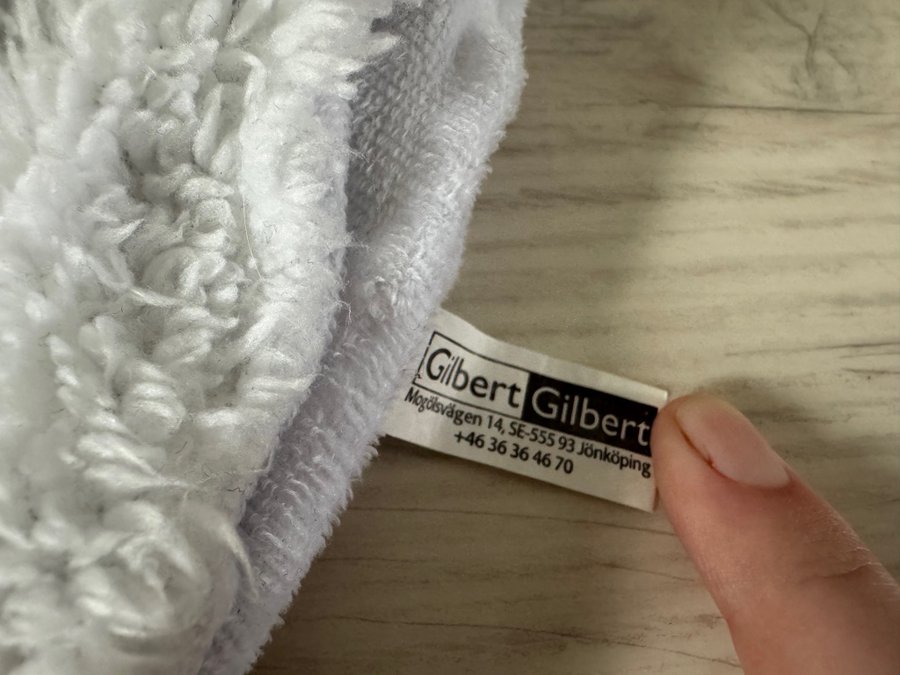 Gilbert Gilbert
Mogölsvägen 14, SE-555 93 Jönköping
+46 36 36 46 70